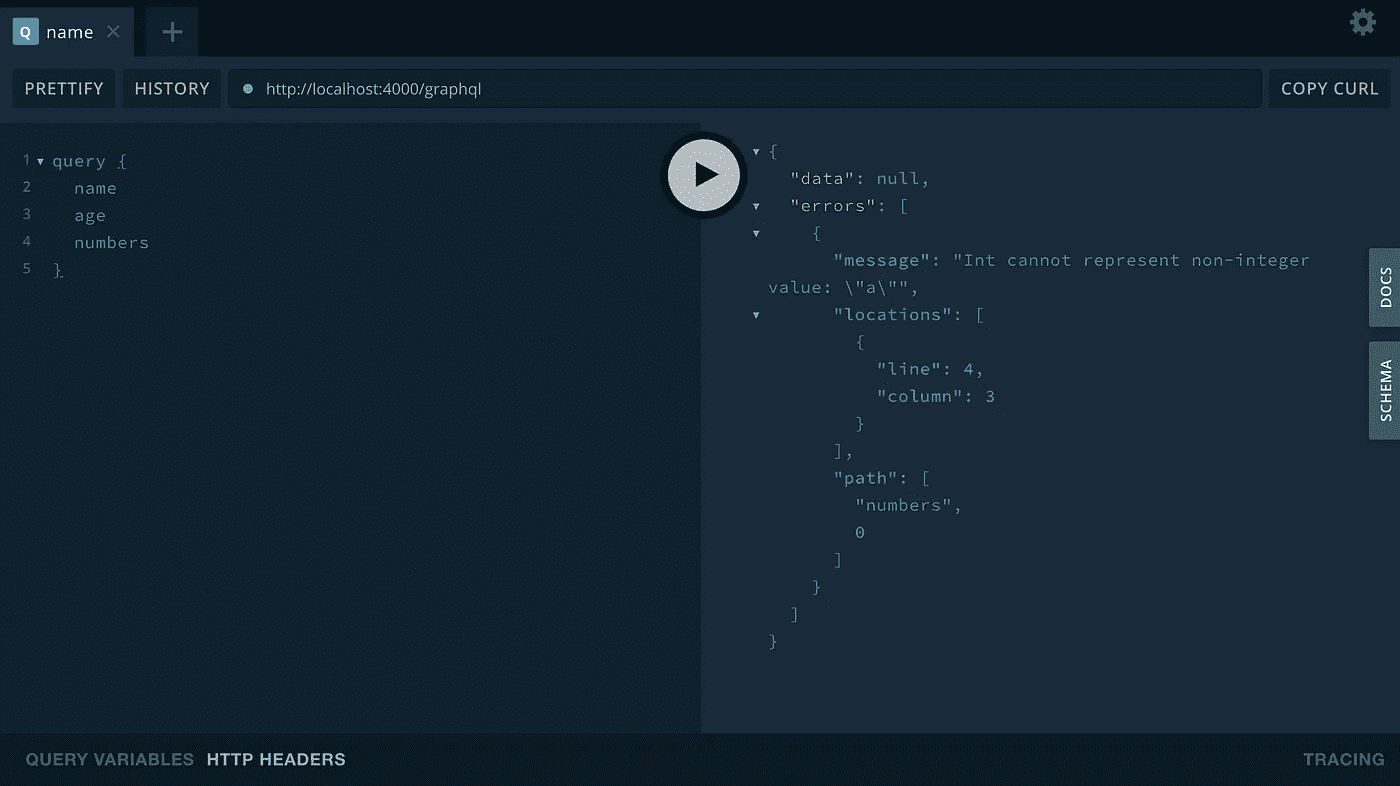 Q name ×
+
PRETTIFY HISTORY http://localhost:4000/graphql COPY CURL
1 query {
2 name
3 age
4 numbers
5 }
{
"data": null,
"errors": [
{
"message": "Int cannot represent non-integer
value: \"a\"",
"locations": [
{
"line": 4,
"column": 3
}
],
"path": [
"numbers",
0
]
}
]
}
DOCS
SCHEMA
QUERY VARIABLES HTTP HEADERS
TRACING